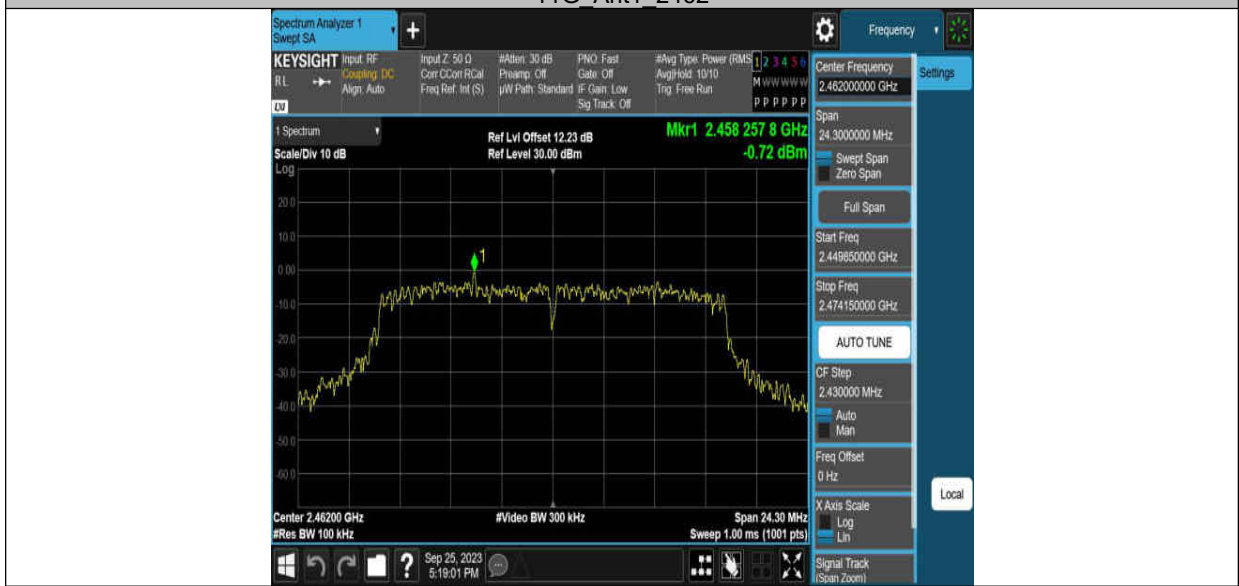 11G_Ant1_2462
Spectrum Analyzer 1
Swept SA
+
Frequency
KEYSIGHT
RL
Input: RF
Coupling: DC
Align: Auto
Input Z: 50 Ω
Corr CCorr RCal
Freq Ref: Int (S)
#Atten: 30 dB
Preamp: Off
µW Path: Standard
PNO: Fast
Gate: Off
IF Gain: Low
Sig Track: Off
#Avg Type: Power (RMS
Avg|Hold: 10/10
Trig: Free Run
1 2 3 4 5 6
M W W W W W
P P P P P P
Center Frequency
2.462000000 GHz
Settings
Span
24.3000000 MHz
Swept Span
Zero Span
Full Span
Start Freq
2.449850000 GHz
Stop Freq
2.474150000 GHz
AUTO TUNE
CF Step
2.430000 MHz
Auto
Man
Freq Offset
0 Hz
X Axis Scale
Log
Lin
Signal Track
(Span Zoom)
Local
1 Spectrum
Scale/Div 10 dB
Log
Ref Lvl Offset 12.23 dB
Ref Level 30.00 dBm
Mkr1 2.458 257 8 GHz
-0.72 dBm
20.0
10.0
0.00
-10.0
-20.0
-30.0
-40.0
-50.0
-60.0
1
Center 2.46200 GHz
#Res BW 100 kHz
#Video BW 300 kHz
Span 24.30 MHz
Sweep 1.00 ms (1001 pts)
?
Sep 25, 2023
5:19:01 PM